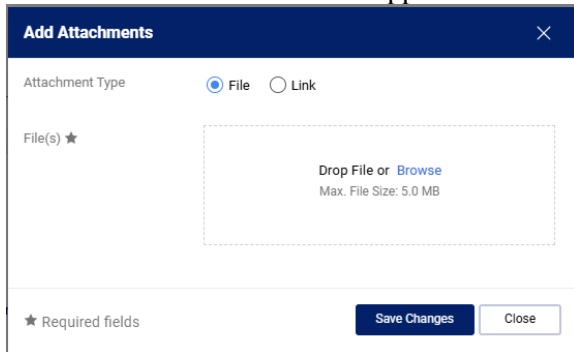 Add Attachments
Attachment Type
File
Link
File(s) ★
Drop File or Browse
Max. File Size: 5.0 MB
★ Required fields
Save Changes
Close